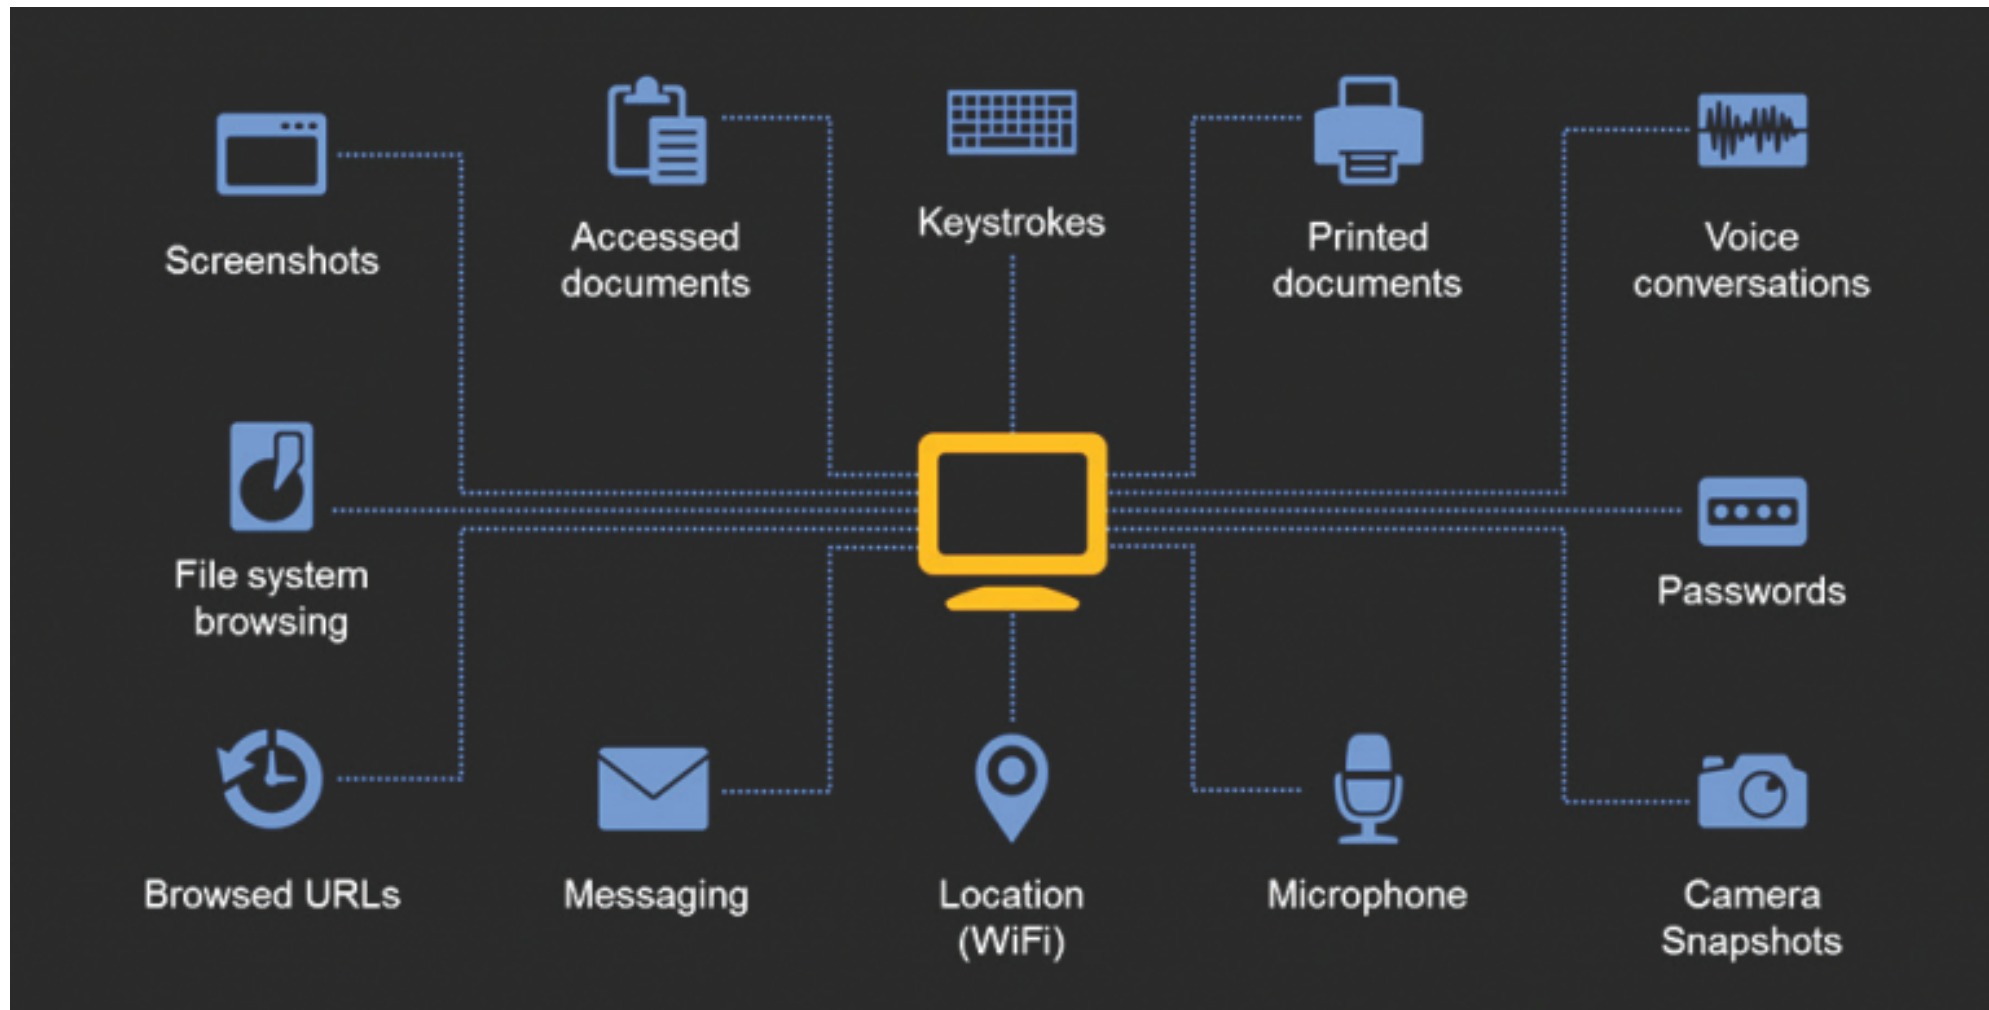 Screenshots
Accessed
documents
Keystrokes
Printed
documents
Voice
conversations
File system
browsing
Passwords
Browsed URLs
Messaging
Location
(WiFi)
Microphone
Camera
Snapshots